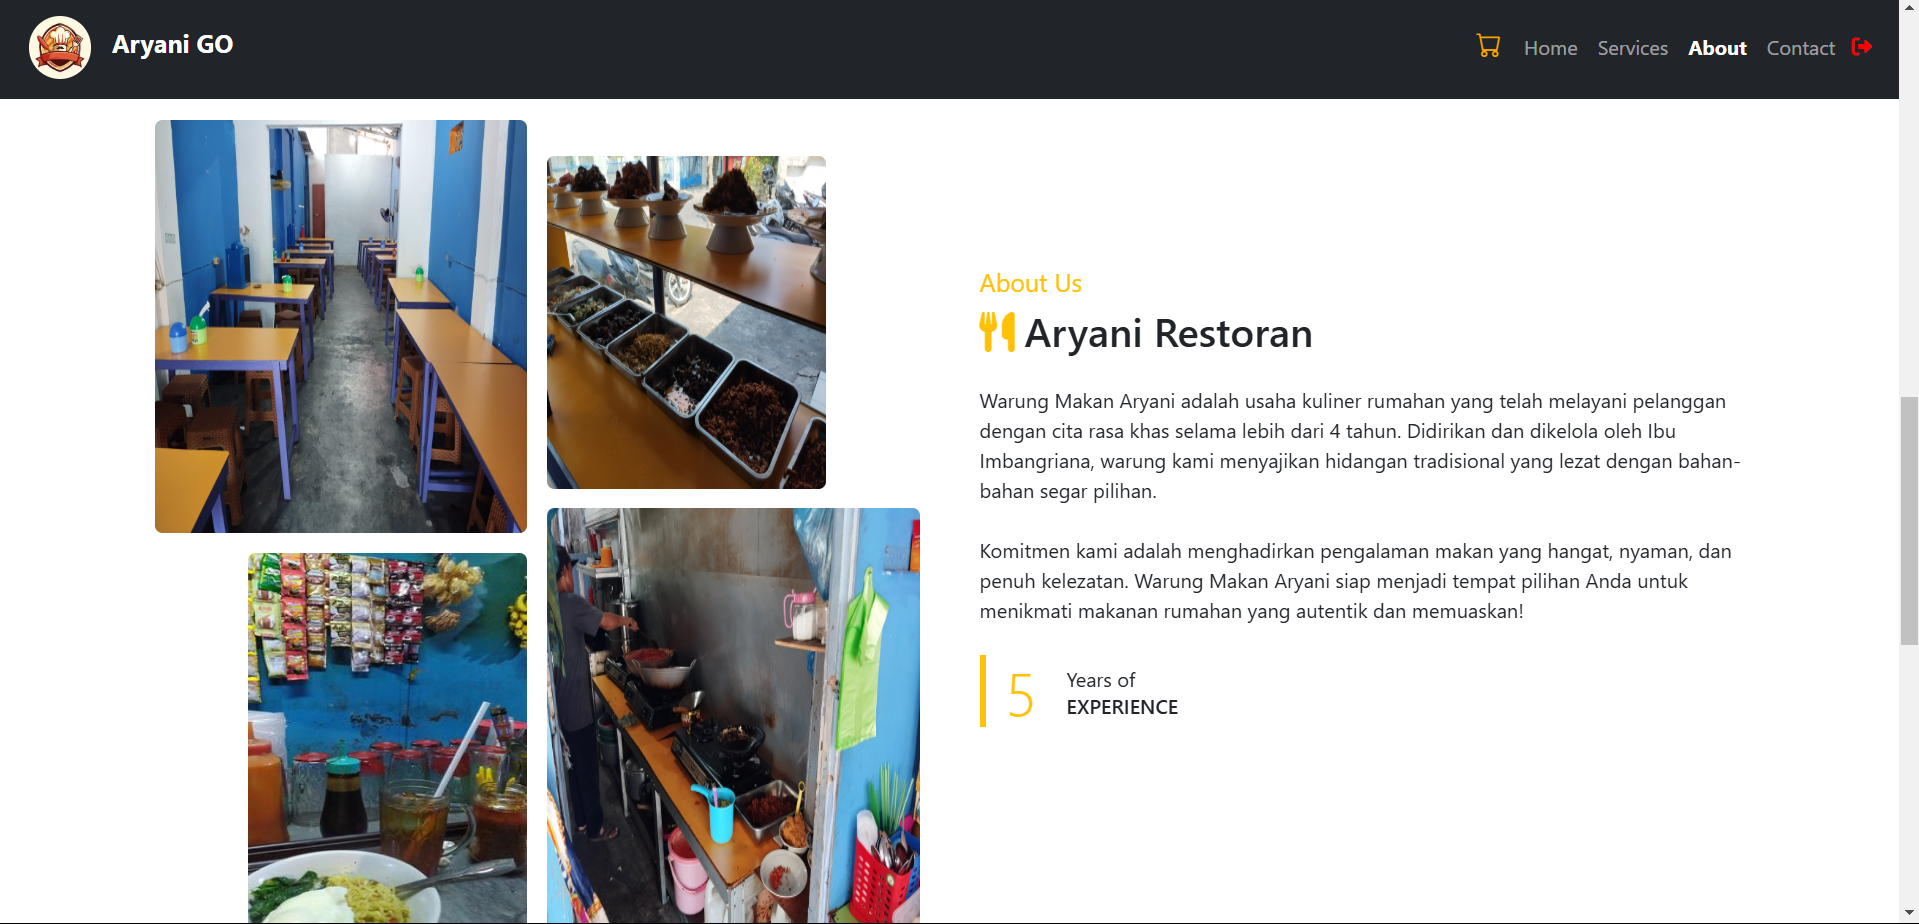 Aryani GO
Home Services About Contact
About Us
Aryani Restoran
Warung Makan Aryani adalah usaha kuliner rumahan yang telah melayani pelanggan
dengan cita rasa khas selama lebih dari 4 tahun. Didirikan dan dikelola oleh Ibu
Imbangriana, warung kami menyajikan hidangan tradisional yang lezat dengan bahan-
bahan segar pilihan.
Komitmen kami adalah menghadirkan pengalaman makan yang hangat, nyaman, dan
penuh kelezatan. Warung Makan Aryani siap menjadi tempat pilihan Anda untuk
menikmati makanan rumahan yang autentik dan memuaskan!
5
Years of
EXPERIENCE